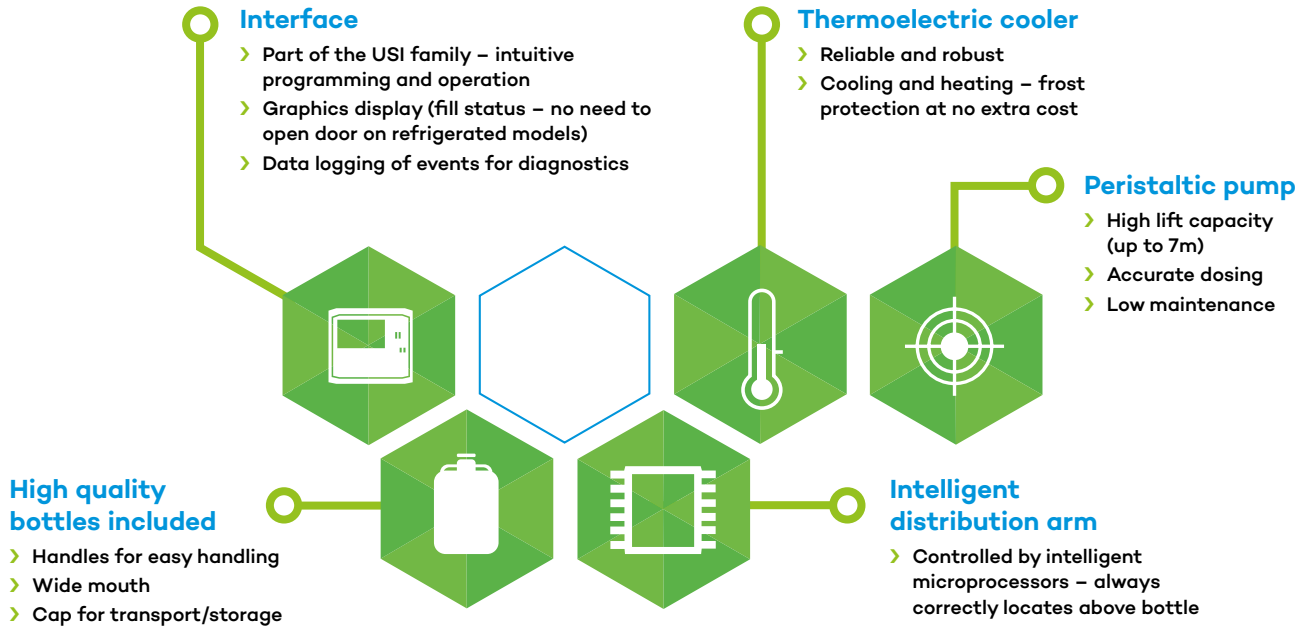 Interface
› Part of the USI family – intuitive
programming and operation
› Graphics display (fill status – no need to
open door on refrigerated models)
› Data logging of events for diagnostics
Thermoelectric cooler
› Reliable and robust
› Cooling and heating – frost
protection at no extra cost
Peristaltic pump
› High lift capacity
(up to 7m)
› Accurate dosing
› Low maintenance
High quality
bottles included
› Handles for easy handling
› Wide mouth
› Cap for transport/storage
Intelligent
distribution arm
› Controlled by intelligent
microprocessors – always
correctly locates above bottle